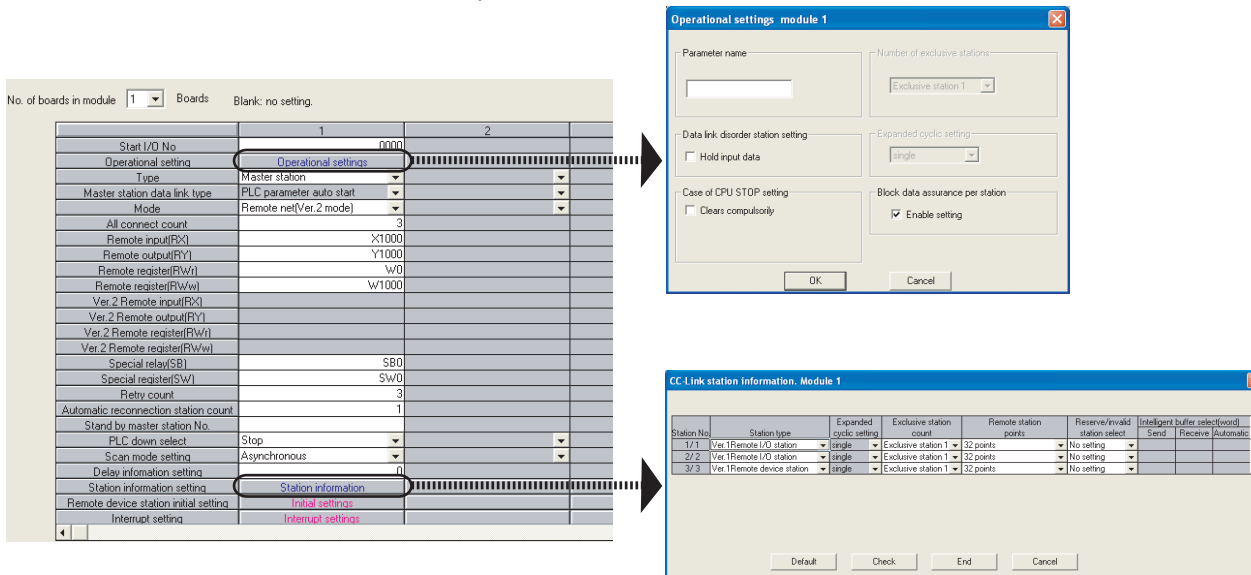 No. of boards in module 1 Boards Blank: no setting.
1 2
Start I/O No 0000
Operational setting Operational settings
Type Master station
Master station data link type PLC parameter auto start
Mode Remote net(Ver.2 mode)
All connect count 3
Remote input(RX) X1000
Remote output(RY) Y1000
Remote register(RWr) W0
Remote register(RWw) W1000
Ver.2 Remote input(RX)
Ver.2 Remote output(RY)
Ver.2 Remote register(RWr)
Ver.2 Remote register(RWw)
Special relay(SB) SB0
Special register(SW) SW0
Retry count 3
Automatic reconnection station count 1
Stand by master station No.
PLC down select Stop
Scan mode setting Asynchronous
Delay infomation setting 0
Station information setting Station information
Remote device station initial setting Initial settings
Interrupt setting Interrupt settings
Operational settings module 1
Parameter name Number of exclusive stations
Exclusive station 1
Data link disorder station setting Expanded cyclic setting
Hold input data single
Case of CPU STOP setting Block data assurance per station
Clears compulsorily Enable setting
OK Cancel
CC-Link station information. Module 1
Expanded Exclusive station Remote station Reserve/invalid Intelligent buffer select(word)
Station No. Station type cyclic setting count points station select Send Receive Automatic
1/1 Ver.1Remote I/O station single Exclusive station 1 32 points No setting
2/2 Ver.1Remote I/O station single Exclusive station 1 32 points No setting
3/3 Ver.1Remote device station single Exclusive station 1 32 points No setting
Default Check End Cancel